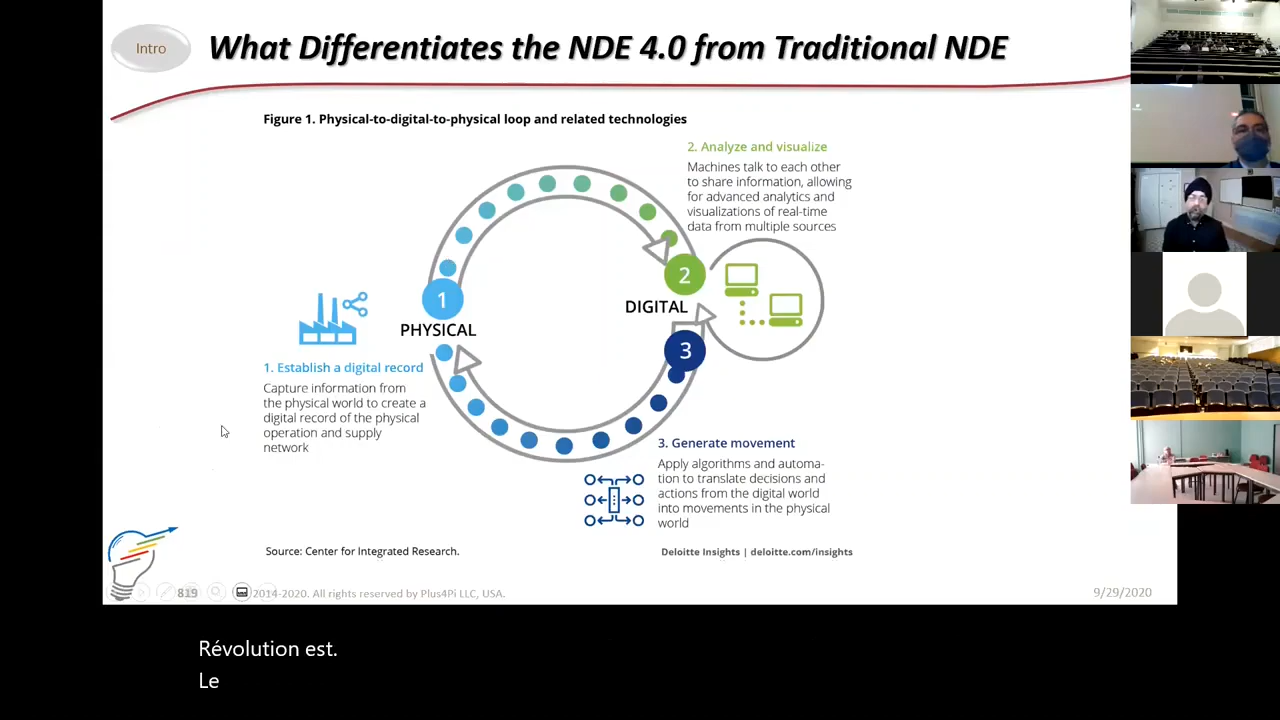 Intro
What Differentiates the NDE 4.0 from Traditional NDE
Figure 1. Physical-to-digital-to-physical loop and related technologies
2. Analyze and visualize
Machines talk to each other
to share information, allowing
for advanced analytics and
visualizations of real-time
data from multiple sources
2
1
DIGITAL
PHYSICAL
3
1. Establish a digital record
Capture information from
the physical world to create a
digital record of the physical
operation and supply
network
3. Generate movement
Apply algorithms and automa-
tion to translate decisions and
actions from the digital world
into movements in the physical
world
Source: Center for Integrated Research.
Deloitte Insights | deloitte.com/insights
819
2014-2020. All rights reserved by Plus4Pi LLC, USA.
9/29/2020
Révolution est.
Le